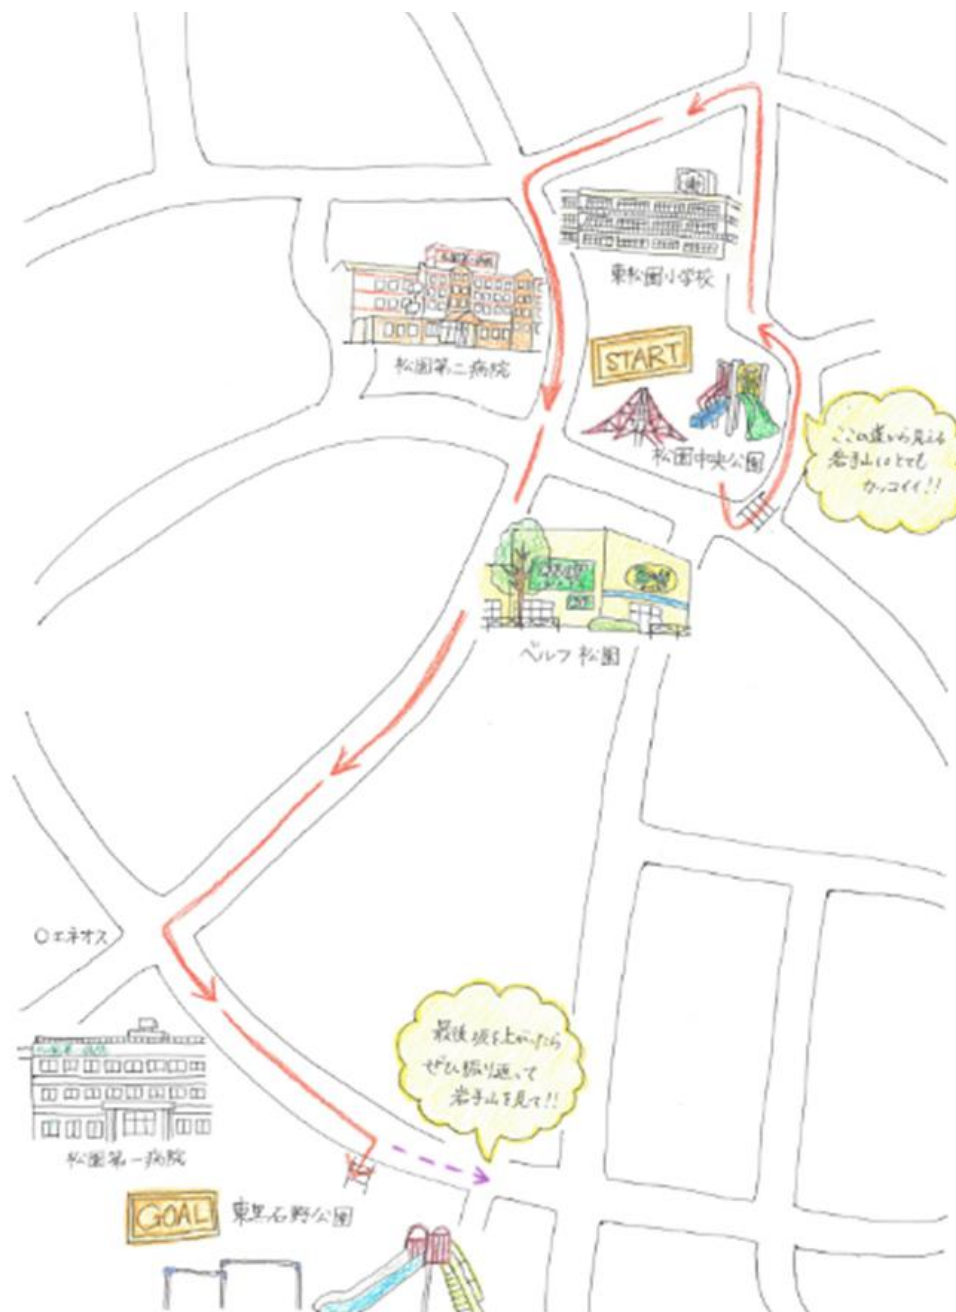 東松園小学校
松園第二病院
START
松園中央公園
ここの道から見える
岩手山はとても
カッコイイ!!
ベルフ松園
エネオス
最後坂を上がったら
ぜひ振り返って
岩手山を見て!!
松園第一病院
GOAL
東黒石野公園